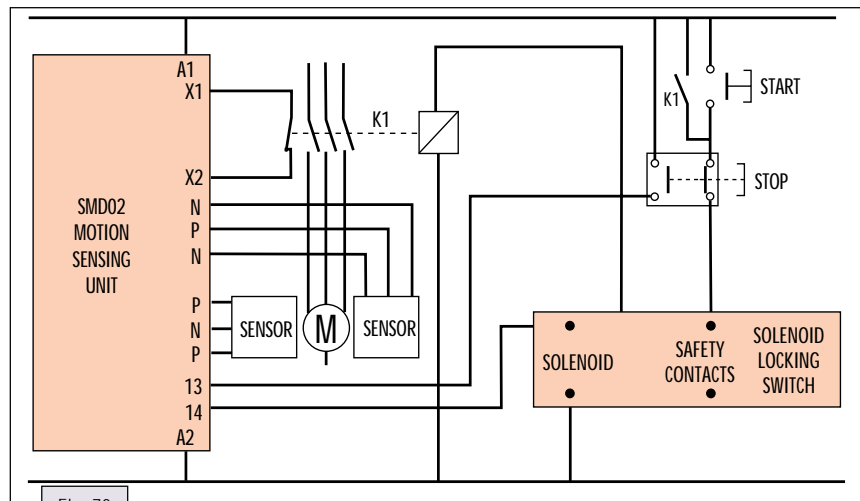 A1
X1
X2
N
P
N
P
N
P
13
14
A2
SMD02
MOTION
SENSING
UNIT
SENSOR
M
SENSOR
K1
K1
START
STOP
SOLENOID
SAFETY
CONTACTS
SOLENOID
LOCKING
SWITCH